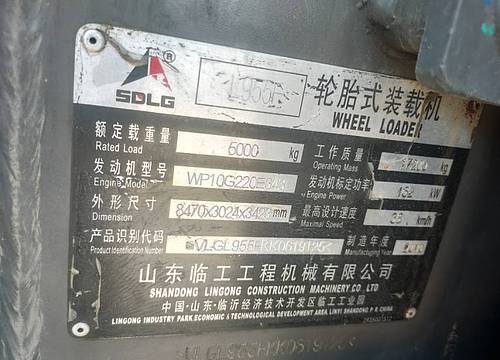 ® SDLG L955F 轮胎式装载机
WHEEL LOADER
额定载重量 5000 kg 工作质量 kg
Rated Load Operating Mass
发动机型号 WP10G220E343 发动机标定功率 162 kW
Engine Model Engine Power
外形尺寸 8470x3024x3423mm 最高设计速度 km/h
Dimension Maximal Speed
产品识别代码 制造年度
Product Identification Number Manufacturing Year
山东临工工程机械有限公司
SHANDONG LINGONG CONSTRUCTION MACHINERY CO. LTD
中国·山东·临沂经济技术开发区临工工业园
LINGONG INDUSTRY PARK ECONOMIC & TECHNOLOGICAL DEVELOPMENT AREA LINYI SHANDONG P. R. CHINA